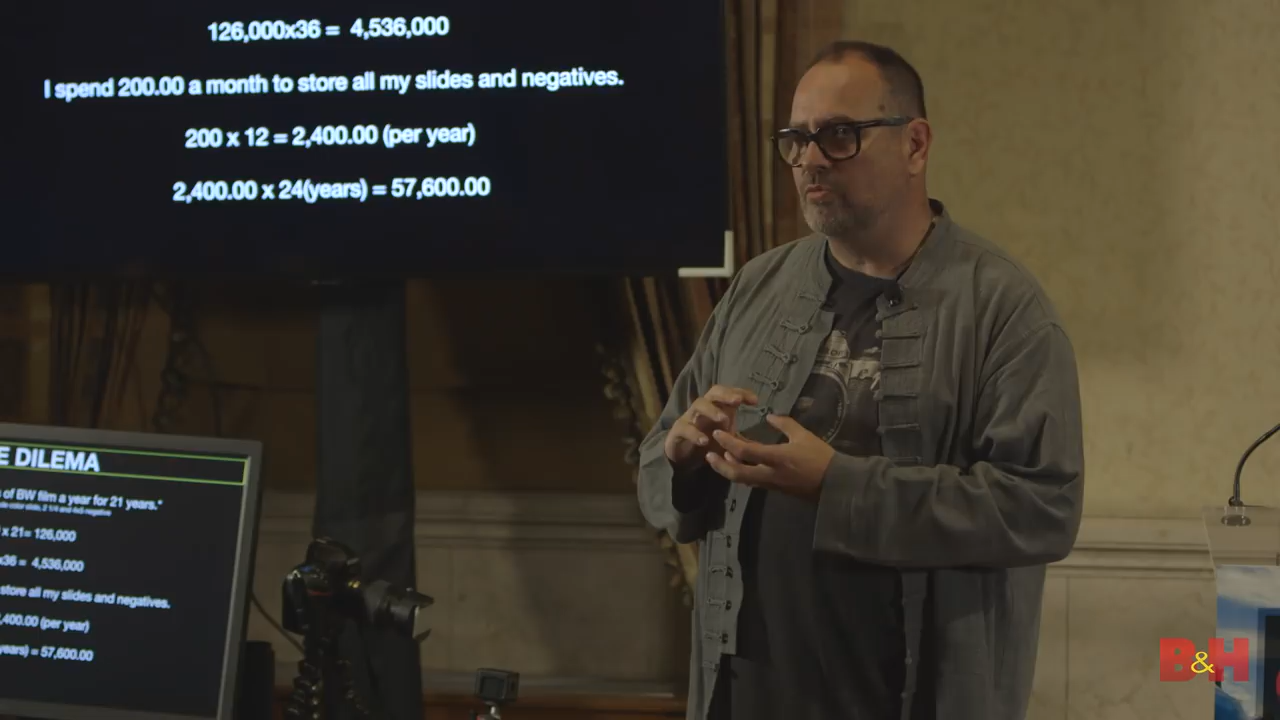 126,000x36 = 4,536,000
I spend 200.00 a month to store all my slides and negatives.
200 x 12 = 2,400.00 (per year)
2,400.00 x 24(years) = 57,600.00
E DILEMA
of BW film a year for 21 years.*
x 21= 126,000
x36 = 4,536,000
store all my slides and negatives.
,400.00 (per year)
years) = 57,600.00
B&H